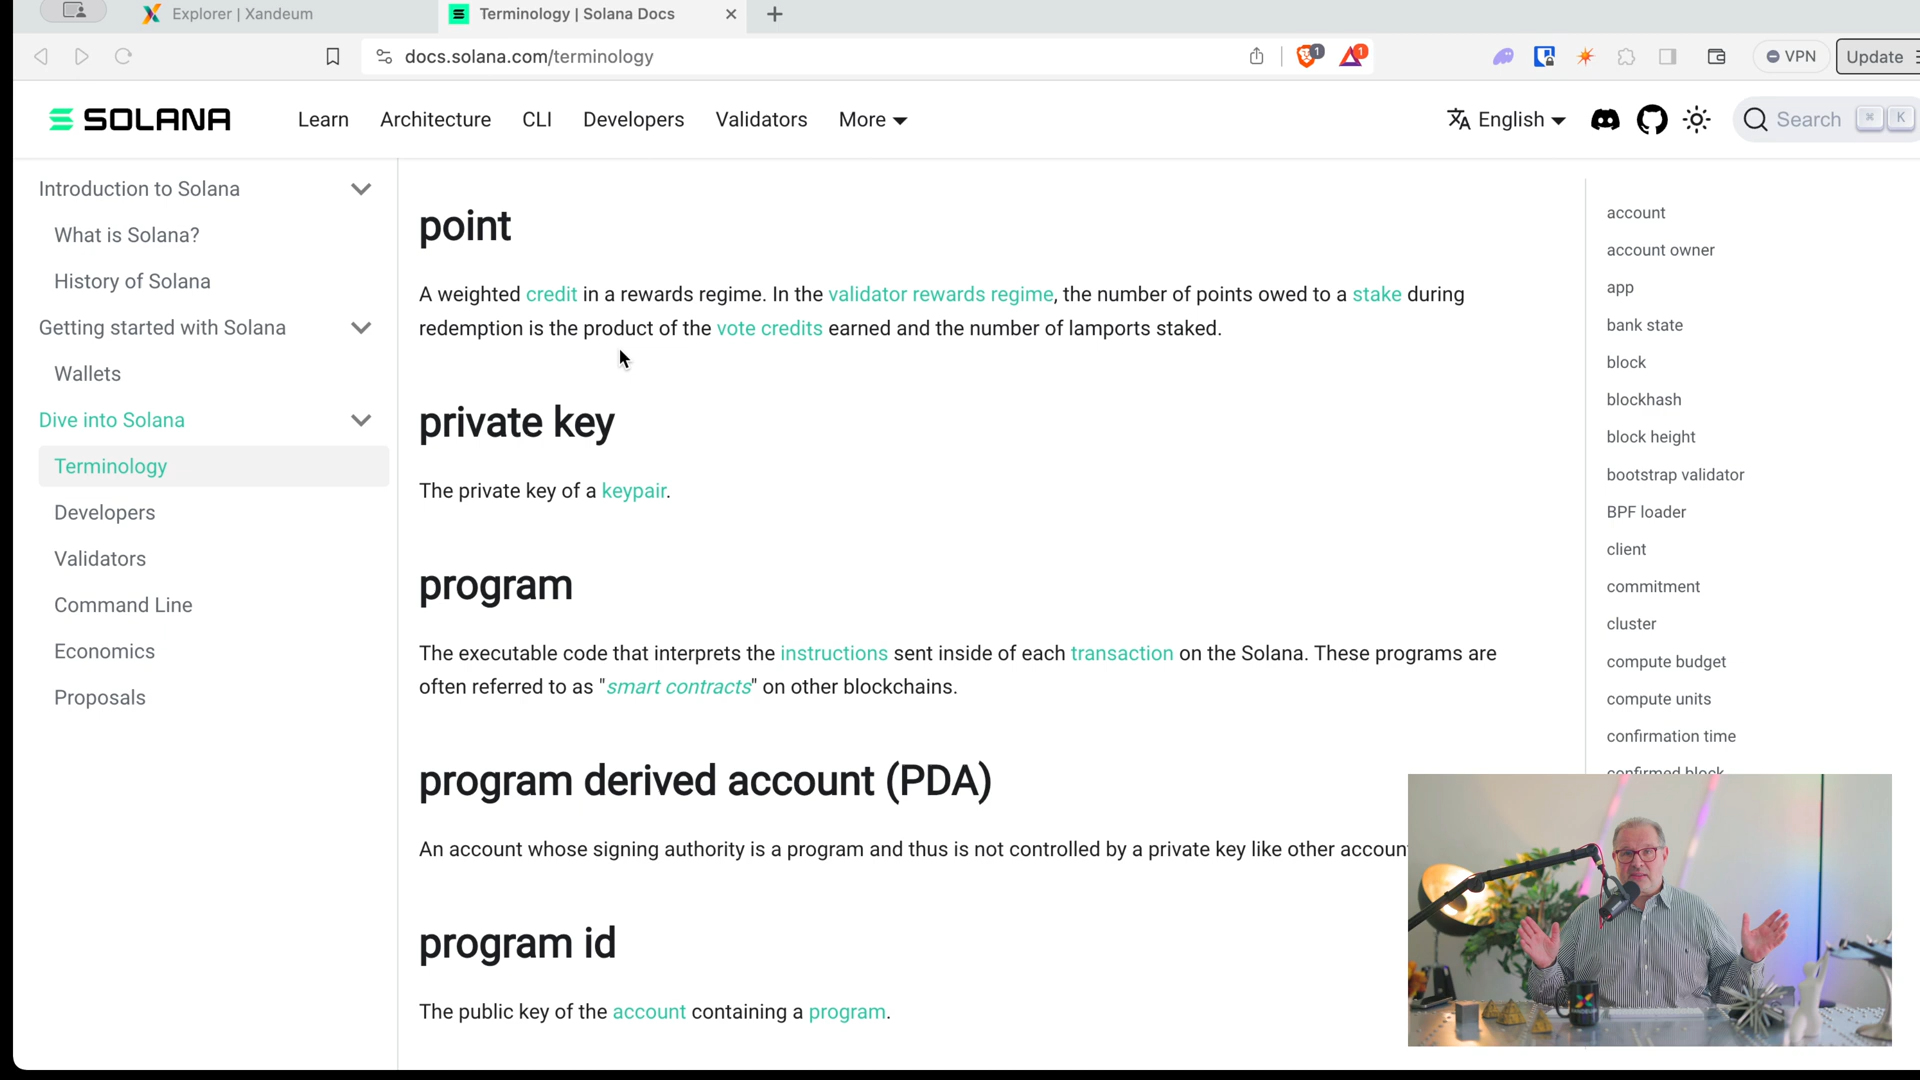 Explorer | Xandeum
Terminology | Solana Docs
docs.solana.com/terminology
1
1
VPN
Update
SOLANA
Learn
Architecture
CLI
Developers
Validators
More
English
Search
⌘
K
Introduction to Solana
What is Solana?
History of Solana
Getting started with Solana
Wallets
Dive into Solana
Terminology
Developers
Validators
Command Line
Economics
Proposals
point
A weighted credit in a rewards regime. In the validator rewards regime, the number of points owed to a stake during
redemption is the product of the vote credits earned and the number of lamports staked.
private key
The private key of a keypair.
program
The executable code that interprets the instructions sent inside of each transaction on the Solana. These programs are
often referred to as "smart contracts" on other blockchains.
program derived account (PDA)
An account whose signing authority is a program and thus is not controlled by a private key like other accoun
program id
The public key of the account containing a program.
account
account owner
app
bank state
block
blockhash
block height
bootstrap validator
BPF loader
client
commitment
cluster
compute budget
compute units
confirmation time
confirmed block